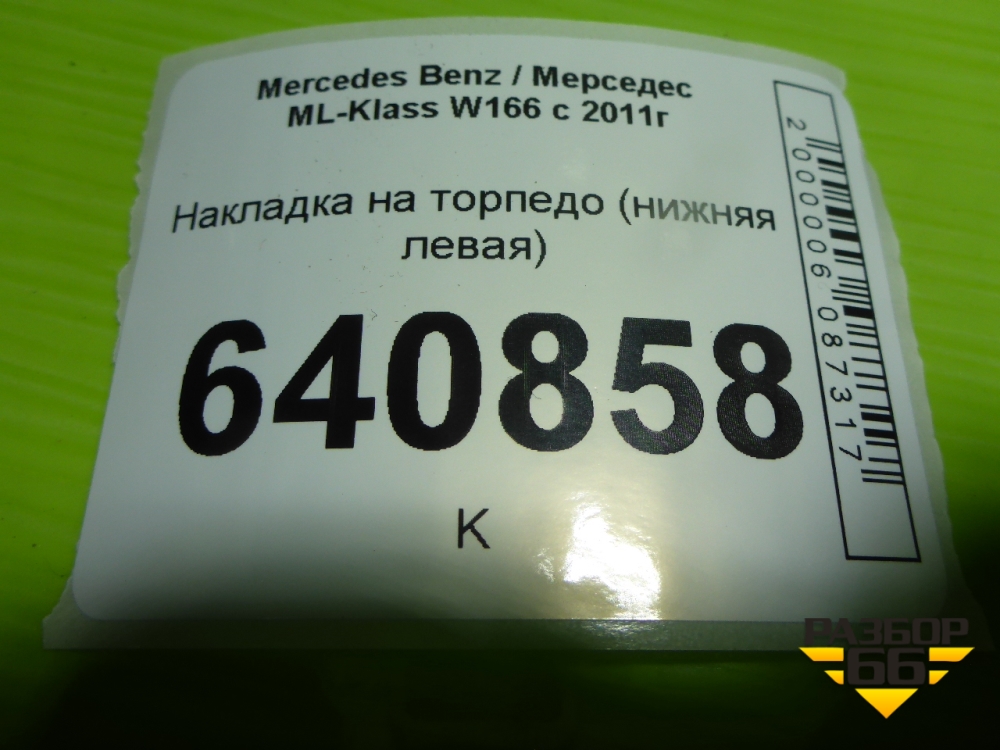 Mercedes Benz / Мерседес
ML-Klass W166 с 2011г
Накладка на торпедо (нижняя
левая)
640858
К
2000006087317
РАЗБОР
66